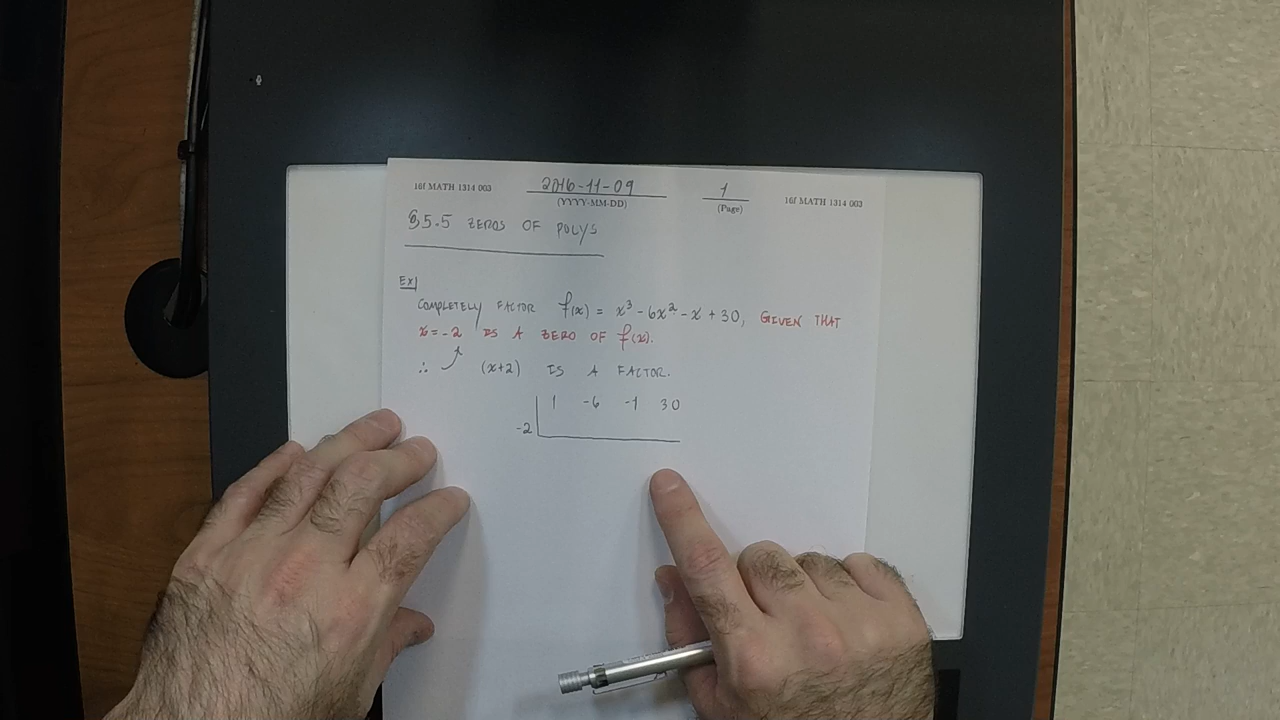 16f MATH 1314 003 2016-11-09 1 16f MATH 1314 003
(YYYY-MM-DD) (Page)
§5.5 ZEROS OF POLYS
EX
COMPLETELY FACTOR f(x) = x³ - 6x² - x + 30, GIVEN THAT
x=-2 IS A ZERO OF f(x).
∴ (x+2) IS A FACTOR.
1 -6 -1 30
-2